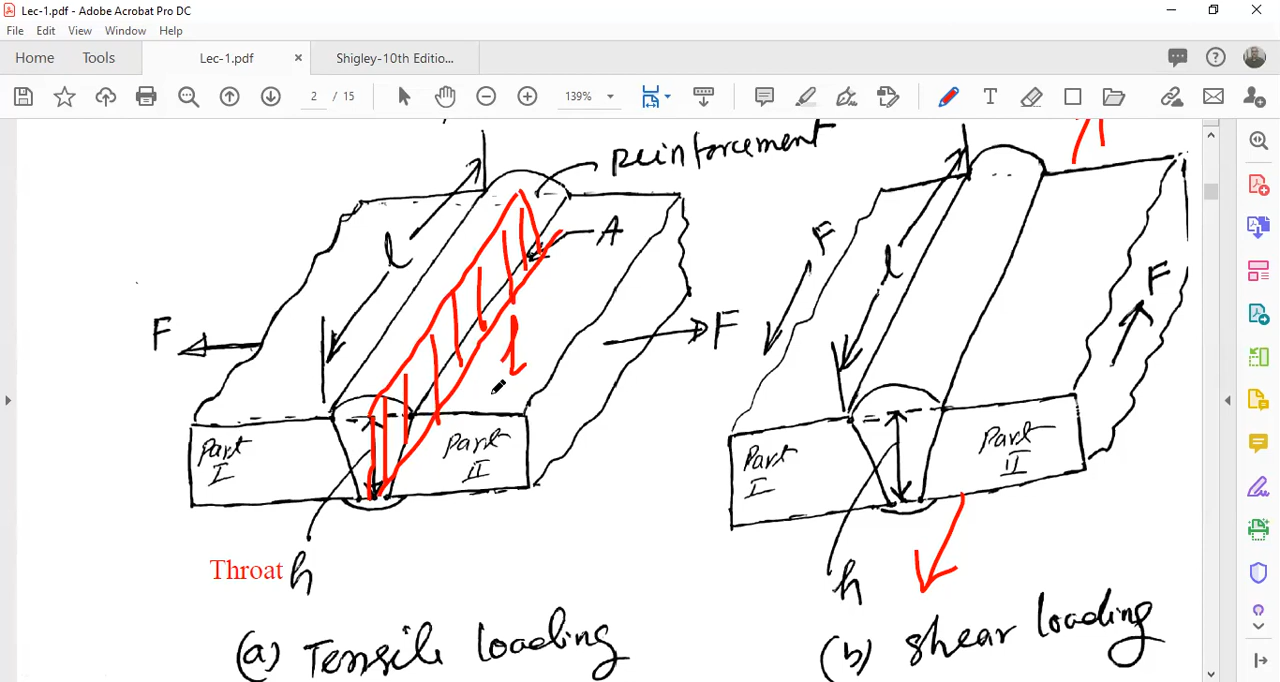 Lec-1.pdf - Adobe Acrobat Pro DC
File Edit View Window Help
Home Tools Lec-1.pdf × Shigley-10th Editio...
2 / 15 139%
reinforcement
l
A
F
F
l
Part I
Part II
Throat h
(a) Tensile loading
l
F
F
Part I
Part II
h
(b) Shear loading